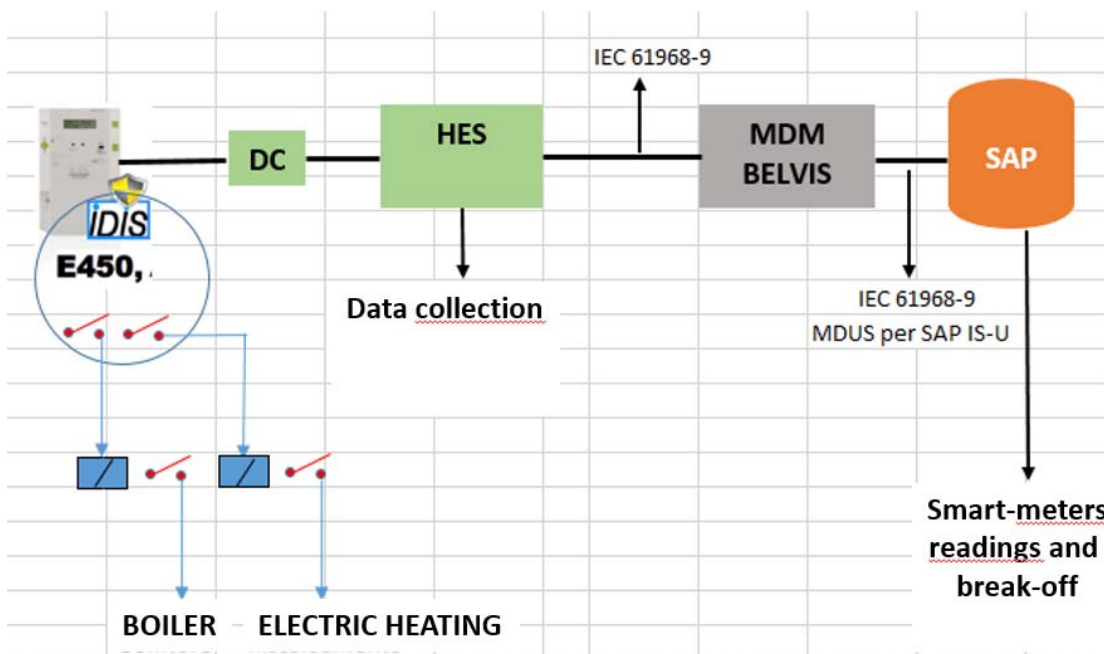 IEC 61968-9
HES
MDM
BELVIS
SAP
DC
iDIS
E450,
Data collection
IEC 61968-9
MDUS per SAP IS-U
Smart-meters
readings and
break-off
BOILER
ELECTRIC HEATING